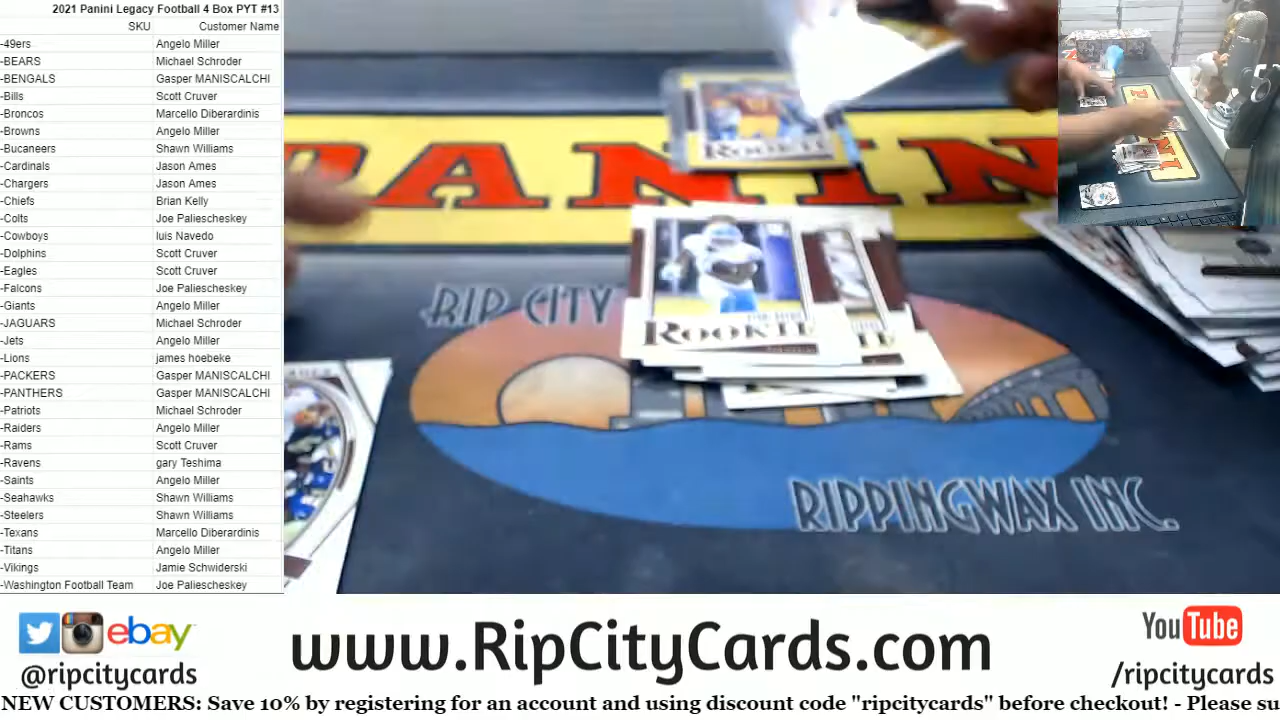 2021 Panini Legacy Football 4 Box PYT #13
SKU Customer Name
-49ers Angelo Miller
-BEARS Michael Schroder
-BENGALS Gasper MANISCALCHI
-Bills Scott Cruver
-Broncos Marcello Diberardinis
-Browns Angelo Miller
-Bucaneers Shawn Williams
-Cardinals Jason Ames
-Chargers Jason Ames
-Chiefs Brian Kelly
-Colts Joe Paliescheskey
-Cowboys luis Navedo
-Dolphins Scott Cruver
-Eagles Scott Cruver
-Falcons Joe Paliescheskey
-Giants Angelo Miller
-JAGUARS Michael Schroder
-Jets Angelo Miller
-Lions james hoebeke
-PACKERS Gasper MANISCALCHI
-PANTHERS Gasper MANISCALCHI
-Patriots Michael Schroder
-Raiders Angelo Miller
-Rams Scott Cruver
-Ravens gary Teshima
-Saints Angelo Miller
-Seahawks Shawn Williams
-Steelers Shawn Williams
-Texans Marcello Diberardinis
-Titans Angelo Miller
-Vikings Jamie Schwiderski
-Washington Football Team Joe Paliescheskey
ROOKIE
PANINI
RIP CITY
ROOKIE
RIPPINGWAX INC.
ebay
@ripcitycards
www.RipCityCards.com
YouTube
/ripcitycards
NEW CUSTOMERS: Save 10% by registering for an account and using discount code "ripcitycards" before checkout! - Please su